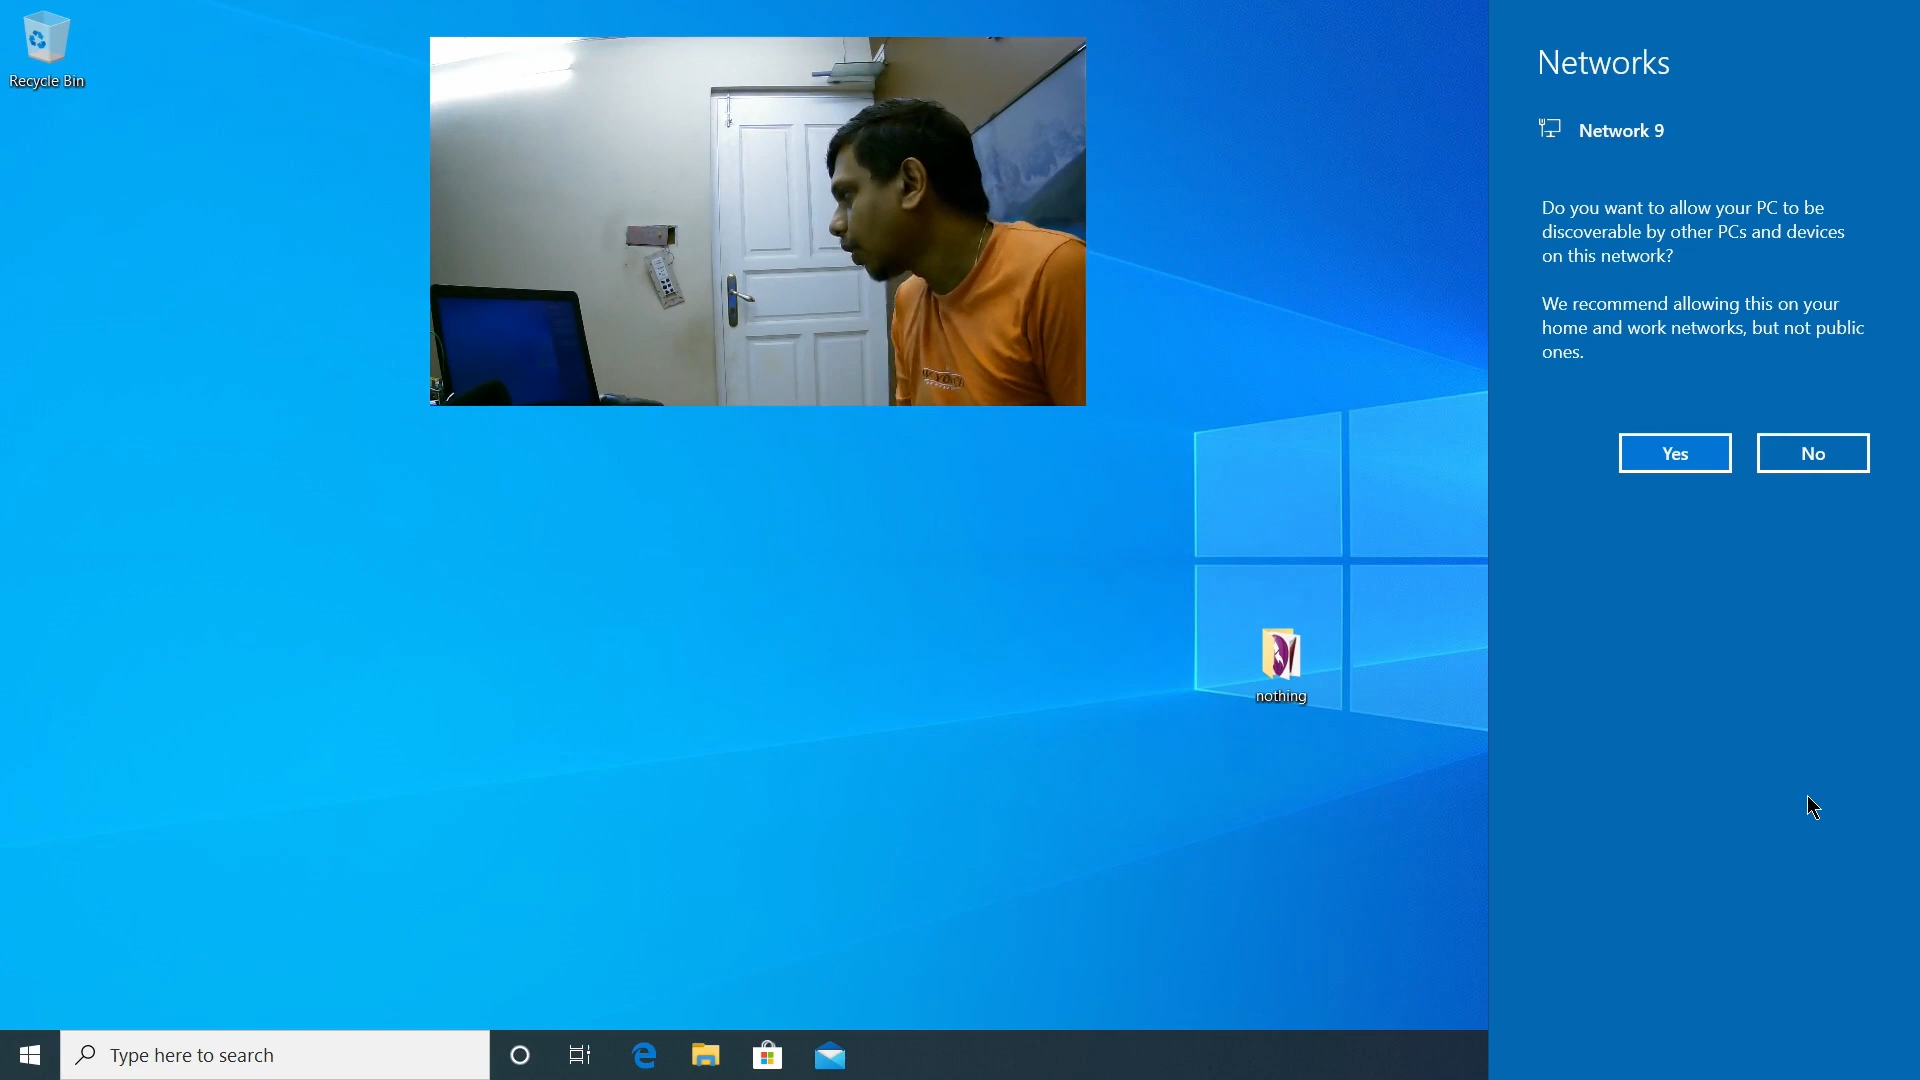 Recycle Bin
Networks
Network 9
Do you want to allow your PC to be
discoverable by other PCs and devices
on this network?
We recommend allowing this on your
home and work networks, but not public
ones.
Yes
No
nothing
Type here to search